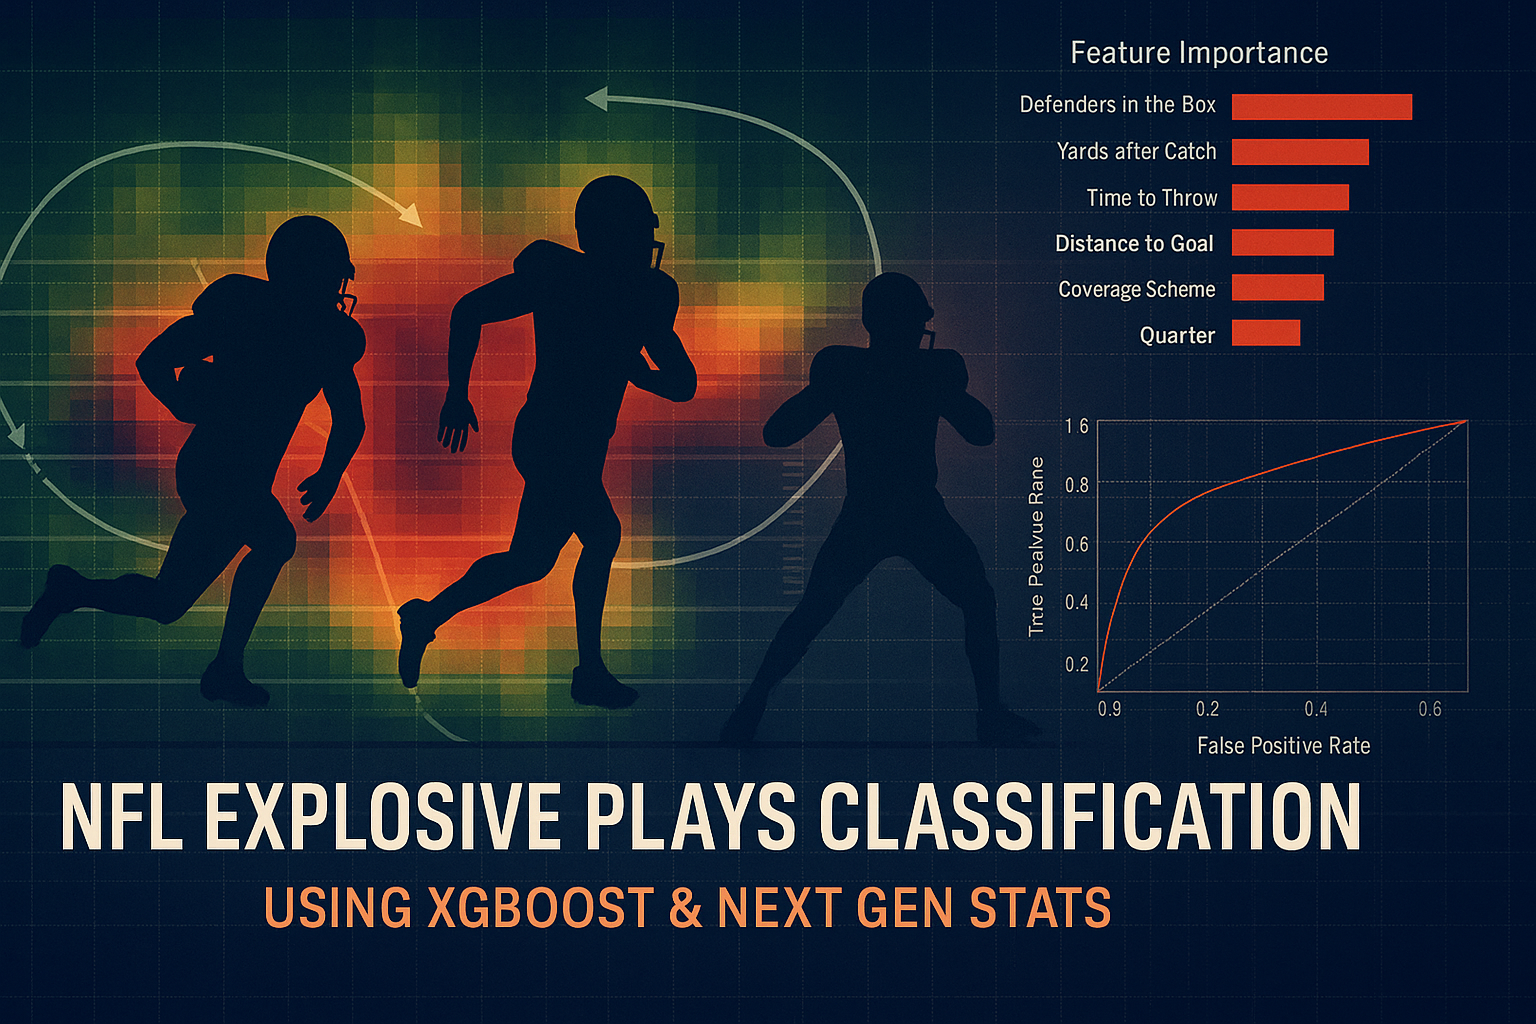 Feature Importance
Defenders in the Box
Yards after Catch
Time to Throw
Distance to Goal
Coverage Scheme
Quarter
1.6
0.8
0.6
0.4
0.2
True Pealvue Rane
0.9 0.2 0.4 0.6
False Positive Rate
NFL EXPLOSIVE PLAYS CLASSIFICATION
USING XGBOOST & NEXT GEN STATS